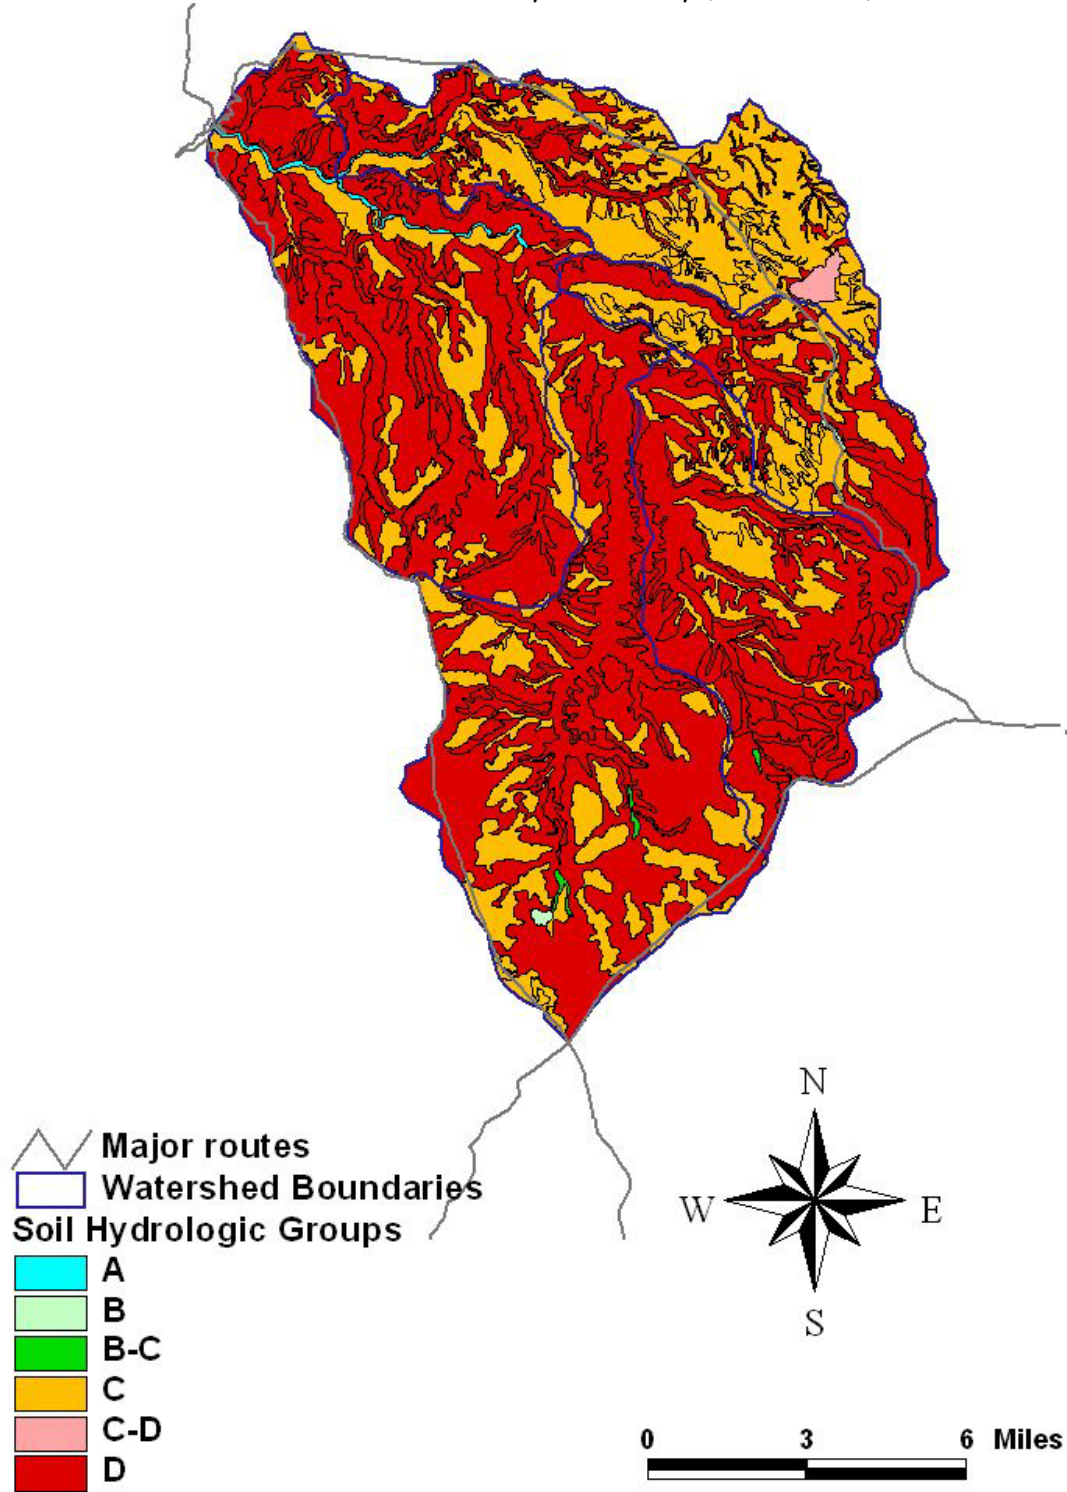 Major routes
Watershed Boundaries
Soil Hydrologic Groups
A
B
B-C
C
C-D
D
N
W E
S
0 3 6 Miles